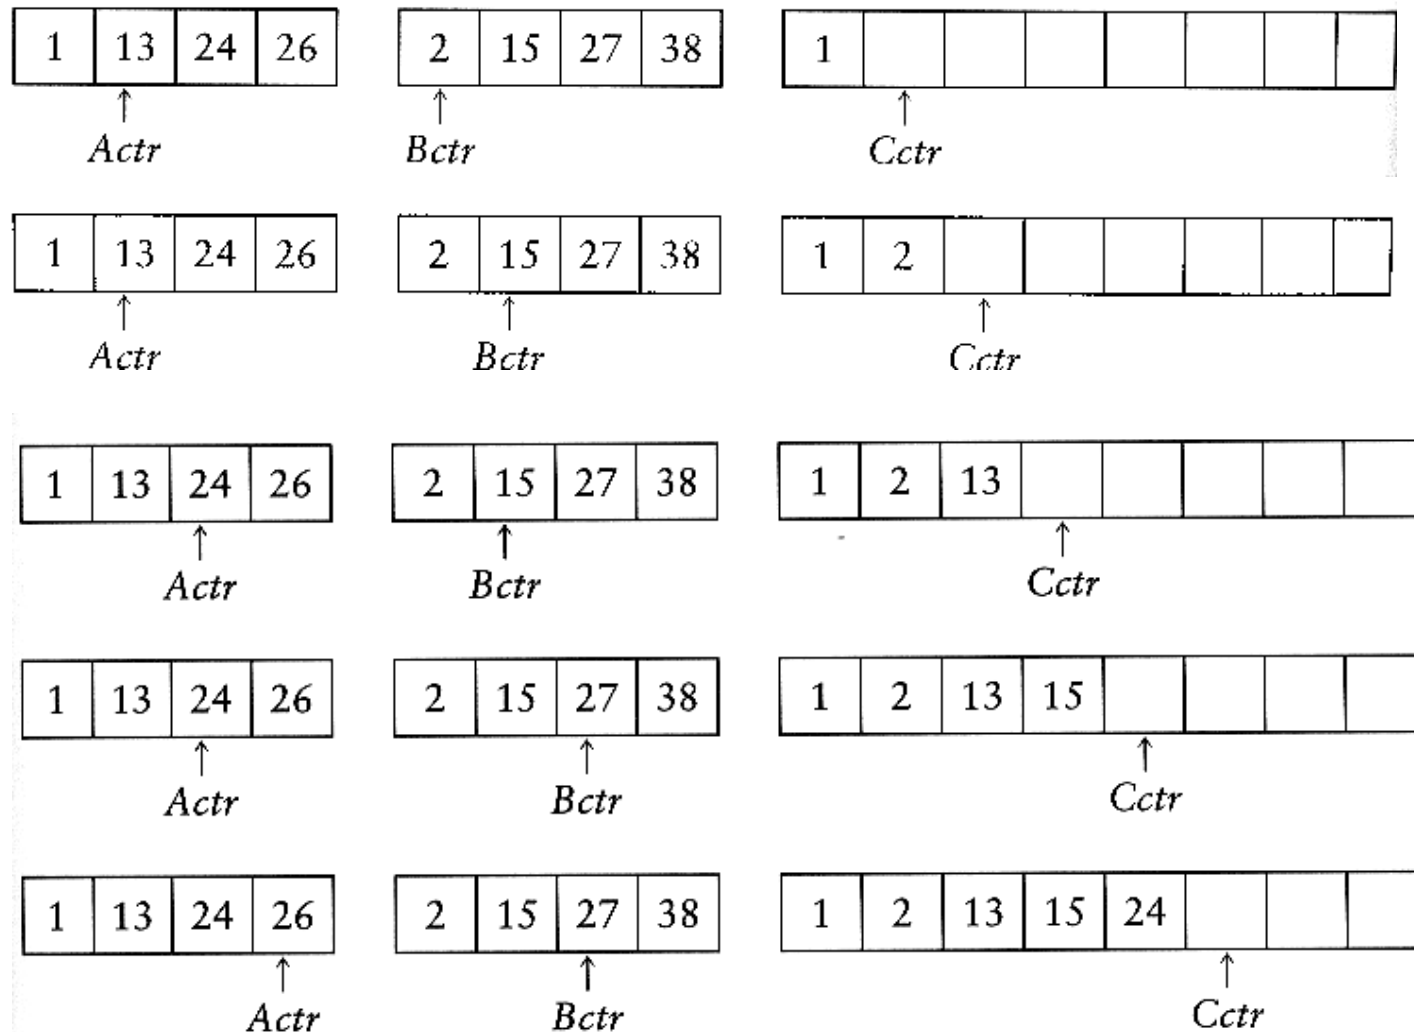 1 13 24 26 2 15 27 38 1
Actr Bctr Cctr
1 13 24 26 2 15 27 38 1 2
Actr Bctr Cctr
1 13 24 26 2 15 27 38 1 2 13
Actr Bctr Cctr
1 13 24 26 2 15 27 38 1 2 13 15
Actr Bctr Cctr
1 13 24 26 2 15 27 38 1 2 13 15 24
Actr Bctr Cctr